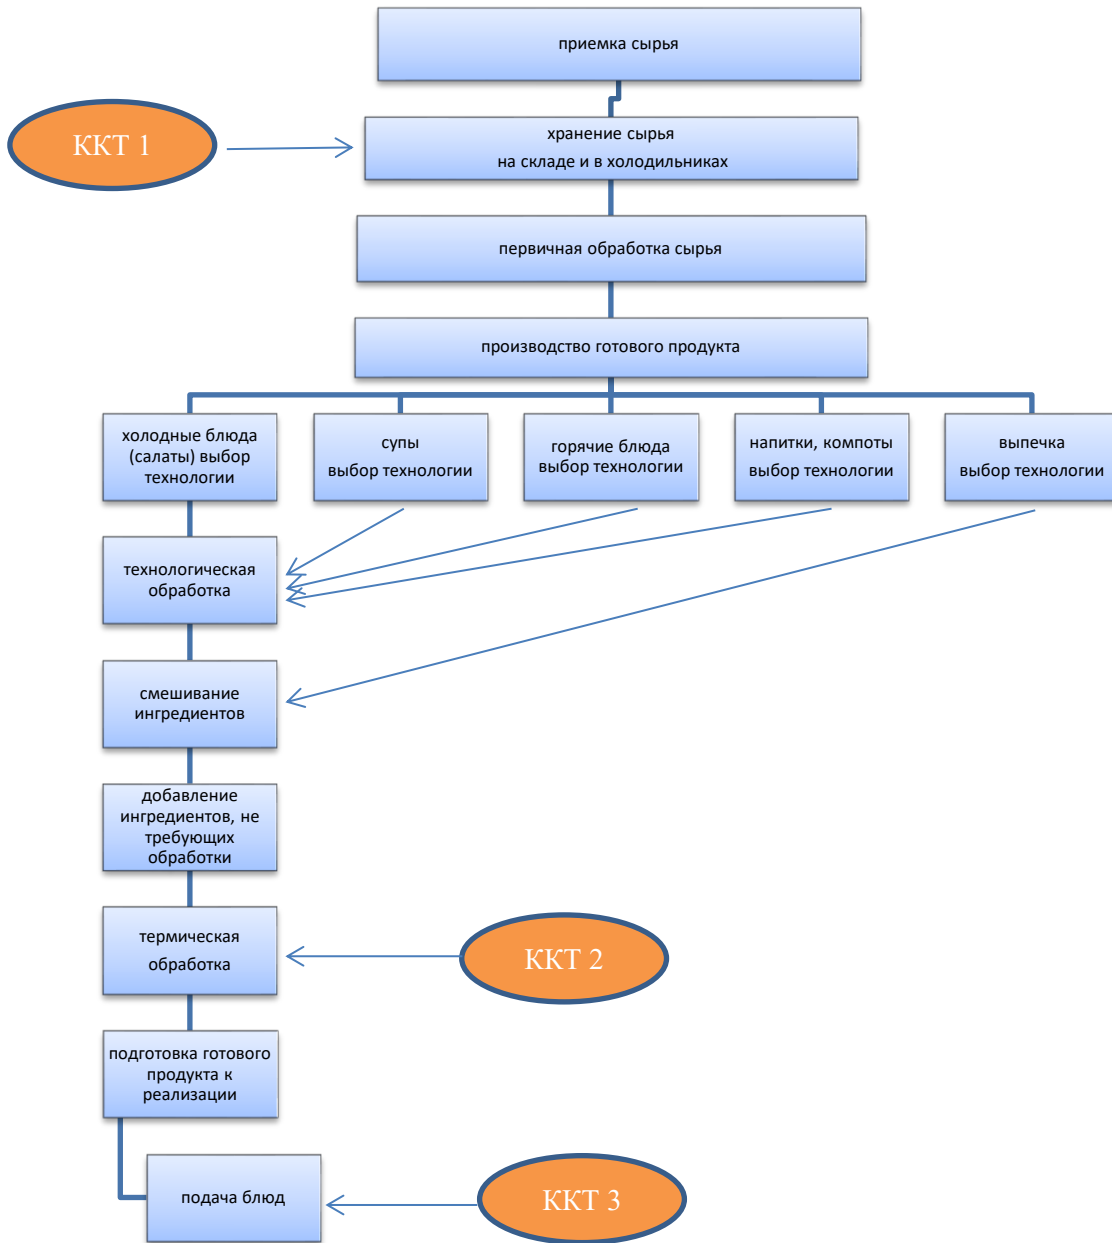 приемка сырья
ККТ 1
хранение сырья
на складе и в холодильниках
первичная обработка сырья
производство готового продукта
холодные блюда
(салаты) выбор
технологии
супы
выбор технологии
горячие блюда
выбор технологии
напитки, компоты
выбор технологии
выпечка
выбор технологии
технологическая
обработка
смешивание
ингредиентов
добавление
ингредиентов, не
требующих
обработки
термическая
обработка
ККТ 2
подготовка готового
продукта к
реализации
подача блюд
ККТ 3